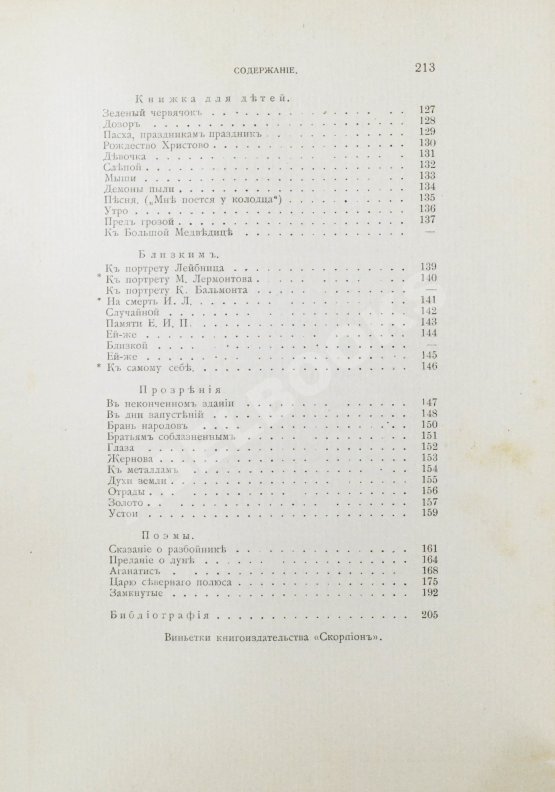 СОДЕРЖАНІЕ. 213
Книжка для дѣтей.
Зеленый червячокъ . . . . . . . . . . . . . . . . 127
Дозоръ . . . . . . . . . . . . . . . . 128
Пасха, праздникамъ праздникъ . . . . . . . . . . . . 129
Рождество Христово . . . . . . . . . . . . . . . . 130
Дѣвочка . . . . . . . . . . . . . . . . 131
Слѣпой . . . . . . . . . . . . . . . . 132
Мыши . . . . . . . . . . . . . . . . 133
Демоны пыли . . . . . . . . . . . . . . . . 134
Пѣсня. („Мнѣ поется у колодца“) . . . . . . . . . . . 135
Утро . . . . . . . . . . . . . . . . 136
Предъ грозой . . . . . . . . . . . . . . . . 137
Къ Большой Медвѣдицѣ . . . . . . . . . . . . . . —
Близкимъ.
Къ портрету Лейбница . . . . . . . . . . . . . . 139
* Къ портрету М. Лермонтова . . . . . . . . . . . . 140
Къ портрету К. Бальмонта . . . . . . . . . . . . —
* На смерть И. Л. . . . . . . . . . . . . . . . 141
Случайной . . . . . . . . . . . . . . . . 142
Памяти Е. И. П. . . . . . . . . . . . . . . . 143
Ей-же . . . . . . . . . . . . . . . . 144
Близкой . . . . . . . . . . . . . . . . —
Ей-же . . . . . . . . . . . . . . . . 145
* Къ самому себѣ. . . . . . . . . . . . . . . . 146
Прозрѣнія
Въ неконченномъ зданіи . . . . . . . . . . . . . . 147
Въ дни запустѣній . . . . . . . . . . . . . . . . 148
Брань народовъ . . . . . . . . . . . . . . . . 150
Братьямъ соблазненнымъ . . . . . . . . . . . . . . 151
Глаза . . . . . . . . . . . . . . . . 152
Жернова . . . . . . . . . . . . . . . . 153
Къ металламъ . . . . . . . . . . . . . . . . 154
Духи земли . . . . . . . . . . . . . . . . 155
Отрады . . . . . . . . . . . . . . . . 156
Золото . . . . . . . . . . . . . . . . 157
Устои . . . . . . . . . . . . . . . . 159
Поэмы.
Сказаніе о разбойникѣ . . . . . . . . . . . . . . 161
Преданіе о лунѣ . . . . . . . . . . . . . . . . 164
Аганатисъ . . . . . . . . . . . . . . . . 168
Царю сѣвернаго полюса . . . . . . . . . . . . . . 175
Замкнутые . . . . . . . . . . . . . . . . 192
Библіографія . . . . . . . . . . . . . . . . 205
Виньетки книгоиздательства «Скорпіонъ».